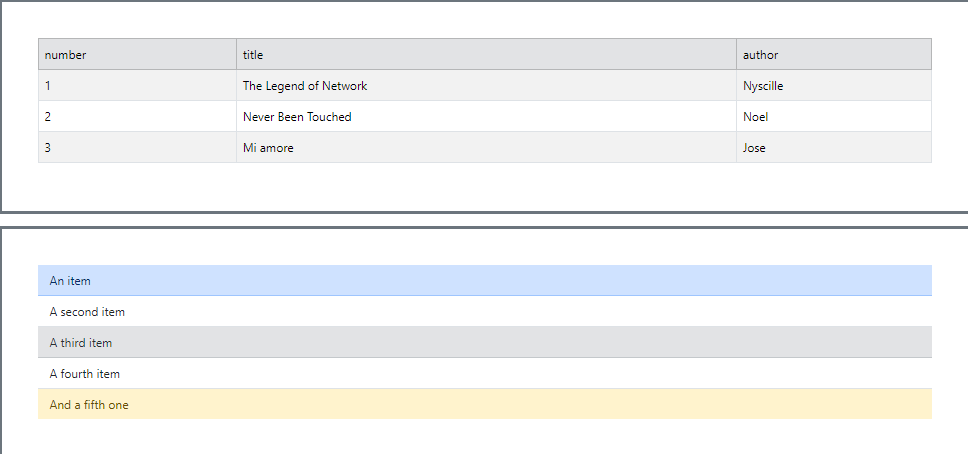 number title author
1 The Legend of Network Nyscille
2 Never Been Touched Noel
3 Mi amore Jose
An item
A second item
A third item
A fourth item
And a fifth one